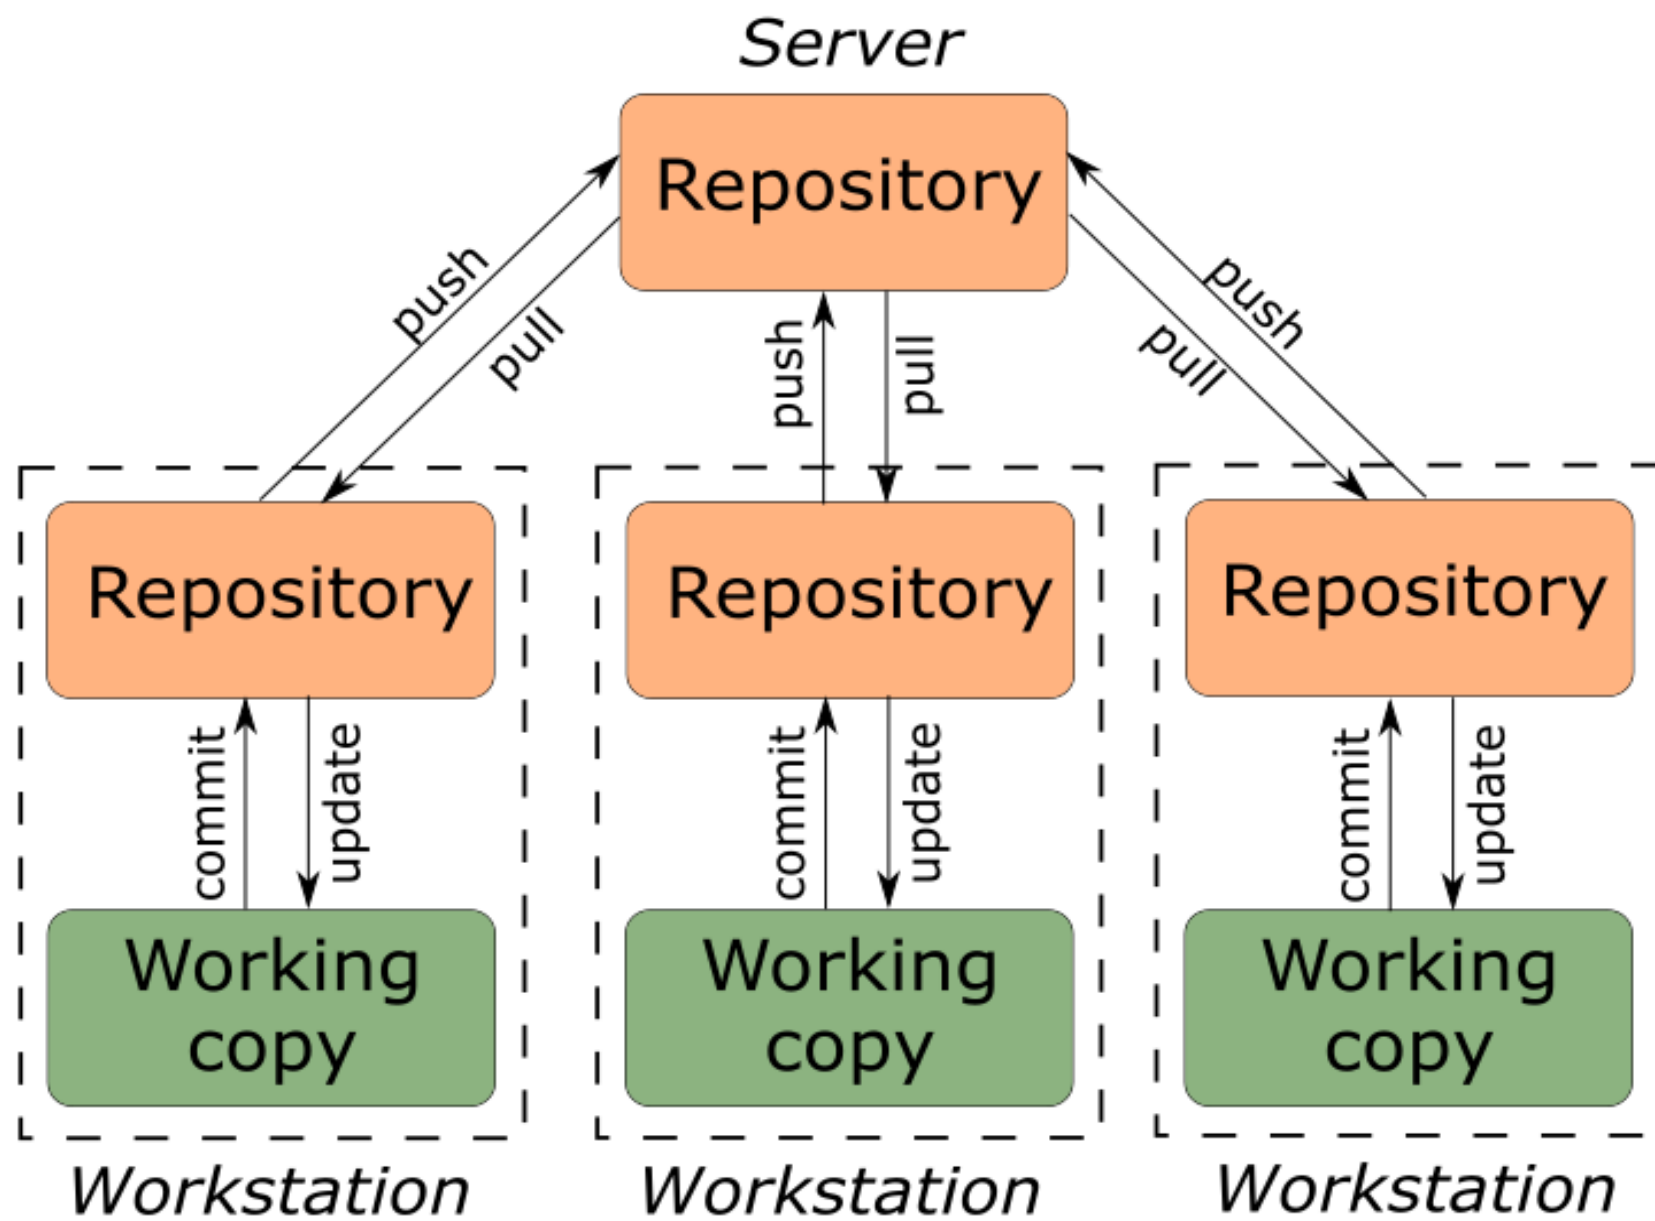 Server
Repository
push
pull
push
pull
push
pull
Repository
Repository
Repository
commit
update
commit
update
commit
update
Working
copy
Working
copy
Working
copy
Workstation
Workstation
Workstation